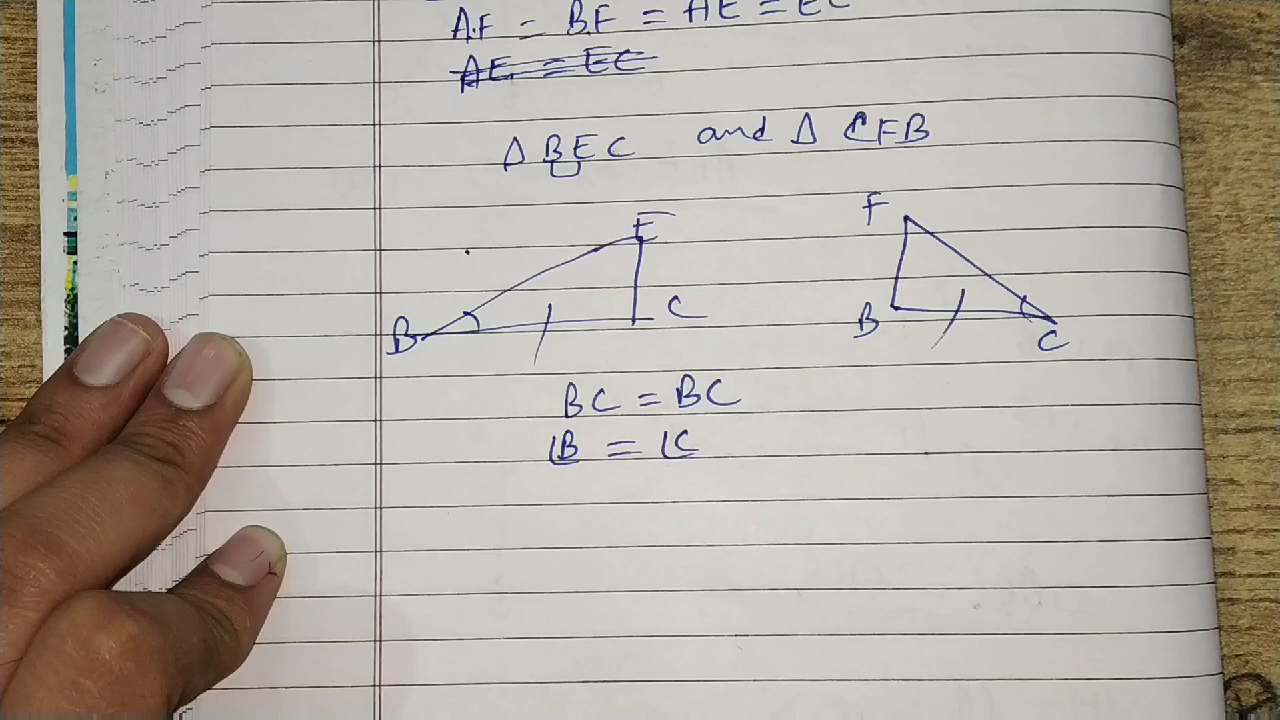 AF = BF = AE = EC
AE = EC
Δ BEC and Δ CFB
E
F
B
C
B
C
BC = BC
∠B = ∠C